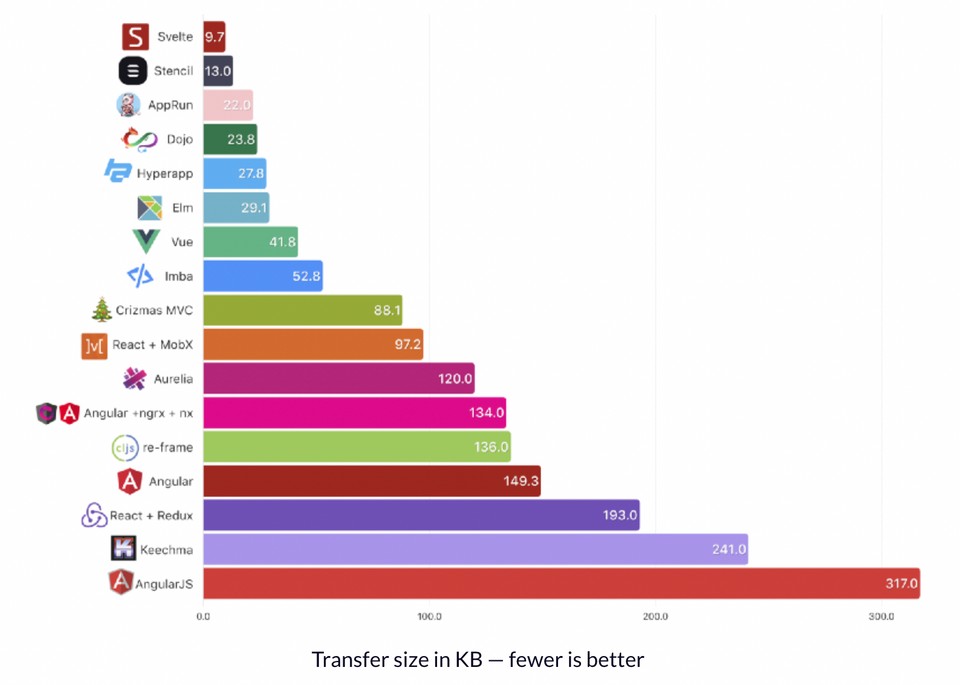 Svelte 9.7
Stencil 13.0
AppRun 22.0
Dojo 23.8
Hyperapp 27.8
Elm 29.1
Vue 41.8
Imba 52.8
Crizmas MVC 88.1
]v[ React + MobX 97.2
Aurelia 120.0
A Angular +ngrx + nx 134.0
cljs re-frame 136.0
A Angular 149.3
React + Redux 193.0
Keechma 241.0
A AngularJS 317.0
0.0 100.0 200.0 300.0
Transfer size in KB — fewer is better